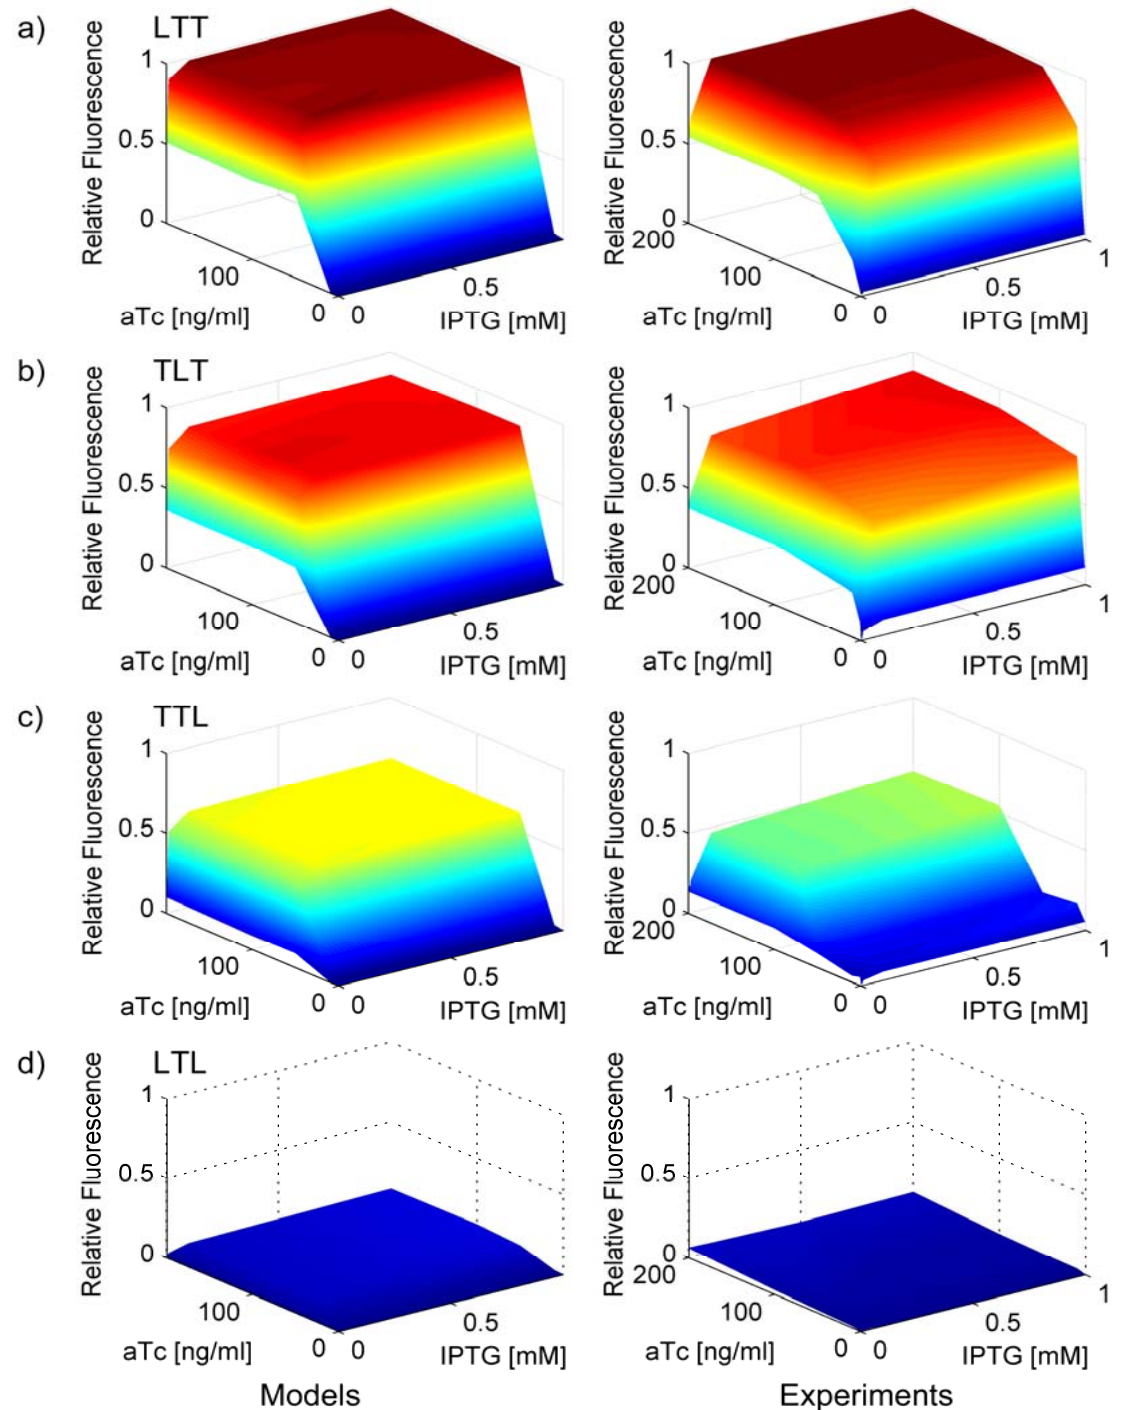 a) LTT
Relative Fluorescence
1
0.5
0
100
0
aTc [ng/ml]
0
0.5
IPTG [mM]
Relative Fluorescence
1
0.5
0
200
100
0
aTc [ng/ml]
0
0.5
1
IPTG [mM]
b) TLT
Relative Fluorescence
1
0.5
0
100
0
aTc [ng/ml]
0
0.5
IPTG [mM]
Relative Fluorescence
1
0.5
0
200
100
0
aTc [ng/ml]
0
0.5
1
IPTG [mM]
c) TTL
Relative Fluorescence
1
0.5
0
100
0
aTc [ng/ml]
0
0.5
IPTG [mM]
Relative Fluorescence
1
0.5
0
200
100
0
aTc [ng/ml]
0
0.5
1
IPTG [mM]
d) LTL
Relative Fluorescence
1
0.5
0
100
0
aTc [ng/ml]
0
0.5
IPTG [mM]
Relative Fluorescence
1
0.5
0
200
100
0
aTc [ng/ml]
0
0.5
1
IPTG [mM]
Models
Experiments